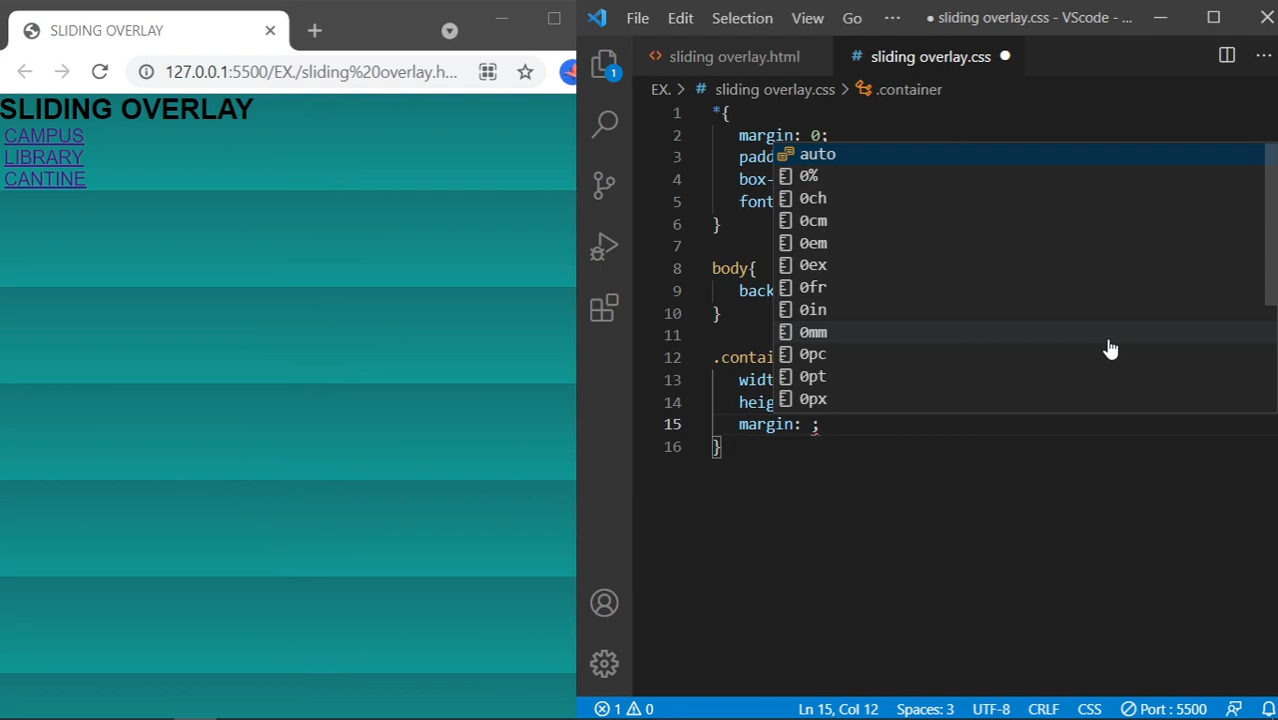 SLIDING OVERLAY
127.0.0.1:5500/EX./sliding%20overlay.h...
SLIDING OVERLAY
CAMPUS
LIBRARY
CANTINE
File Edit Selection View Go ··· ● sliding overlay.css - VScode - ...
<> sliding overlay.html # sliding overlay.css ●
EX. > # sliding overlay.css > .container
1
1 *{
2 margin: 0;
3 padd
4 box-
5 font
6 }
7
8 body{
9 back
10 }
11
12 .contai
13 widt
14 heig
15 margin: ;
16 }
auto
0%
0ch
0cm
0em
0ex
0fr
0in
0mm
0pc
0pt
0px
1 0 Ln 15, Col 12 Spaces: 3 UTF-8 CRLF CSS Port : 5500